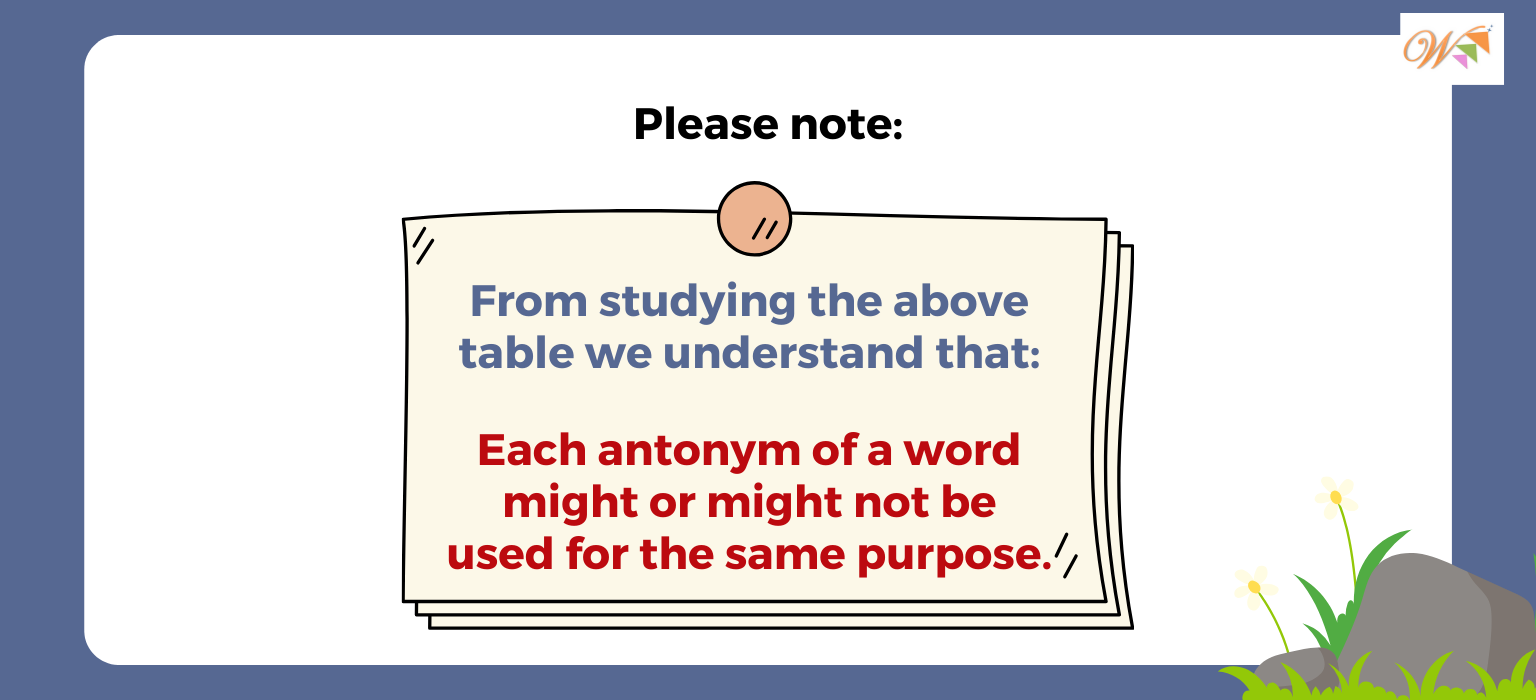 W
Please note:
From studying the above
table we understand that:
Each antonym of a word
might or might not be
used for the same purpose.